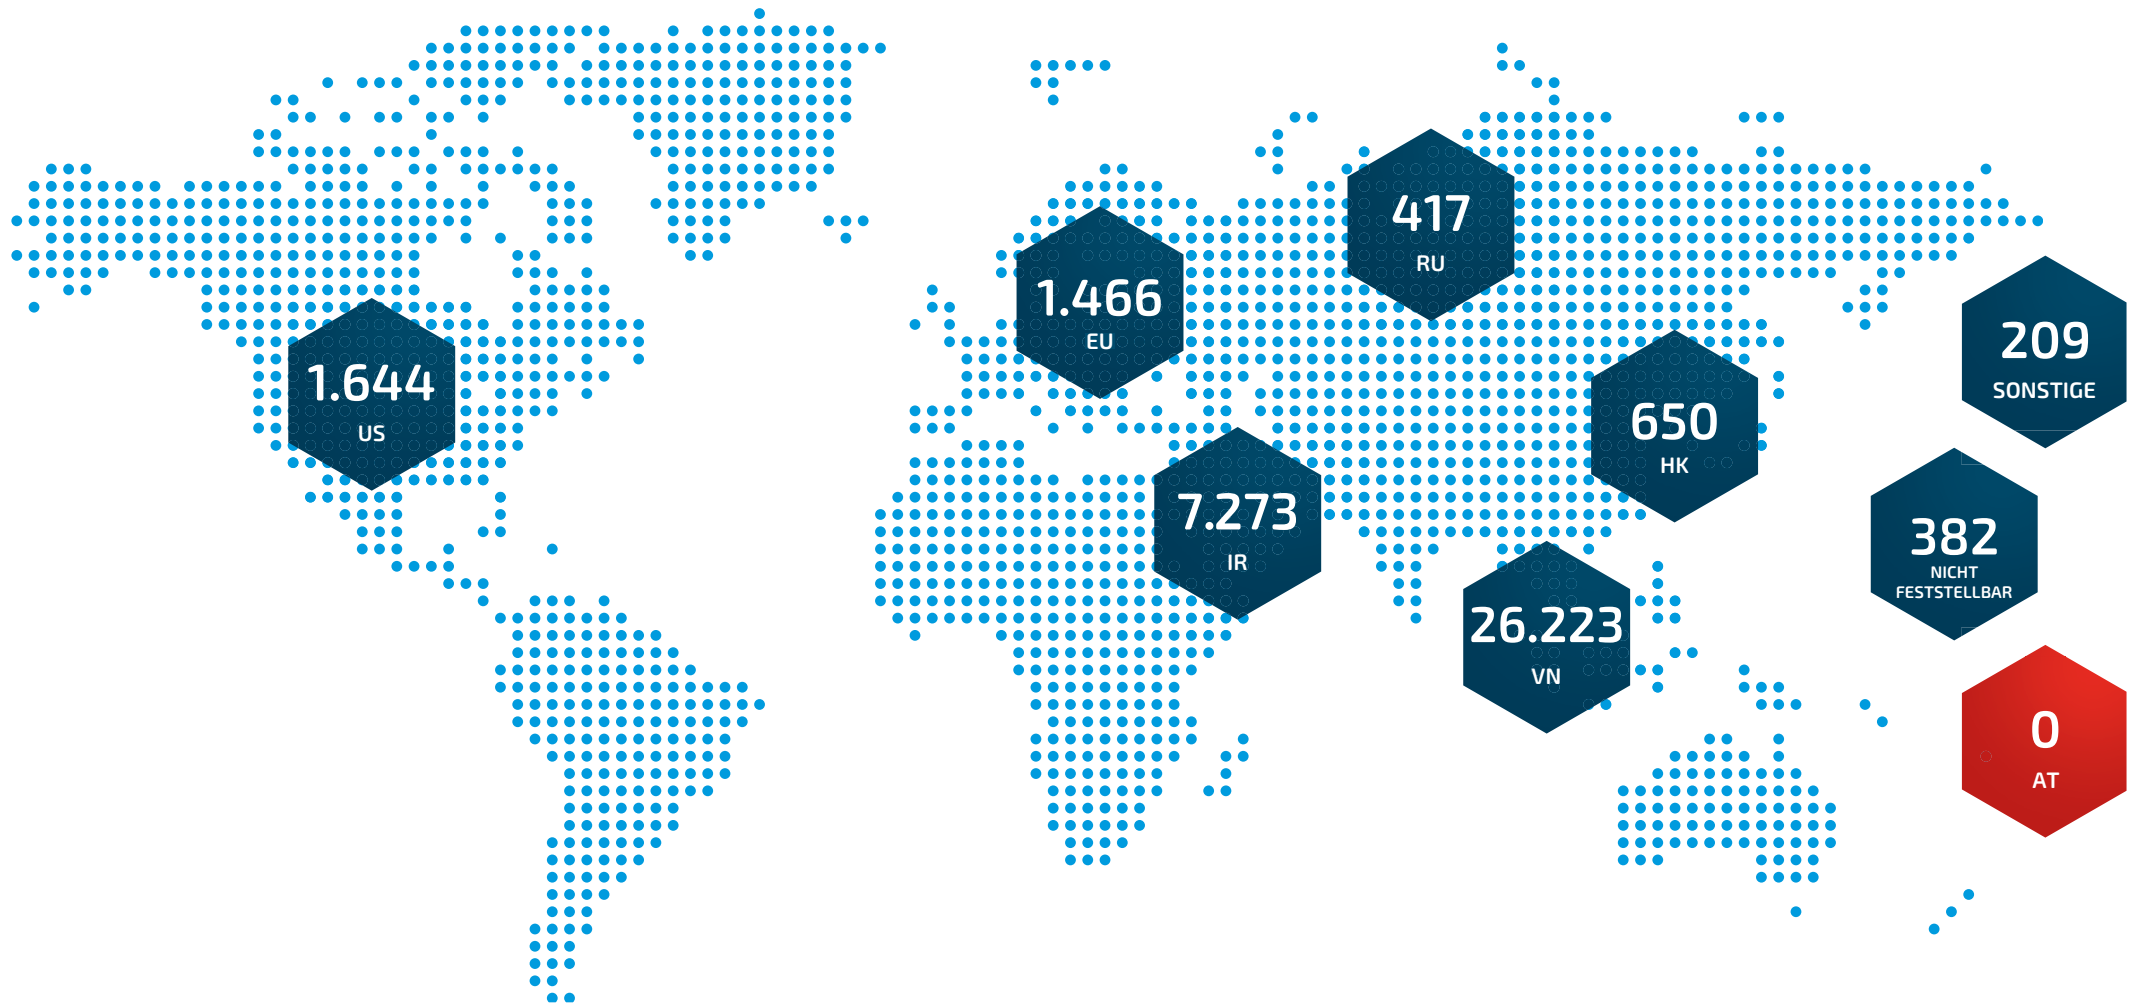 417
RU
1.466
EU
209
SONSTIGE
1.644
US
650
HK
7.273
IR
382
NICHT
FESTSTELLBAR
26.223
VN
0
AT